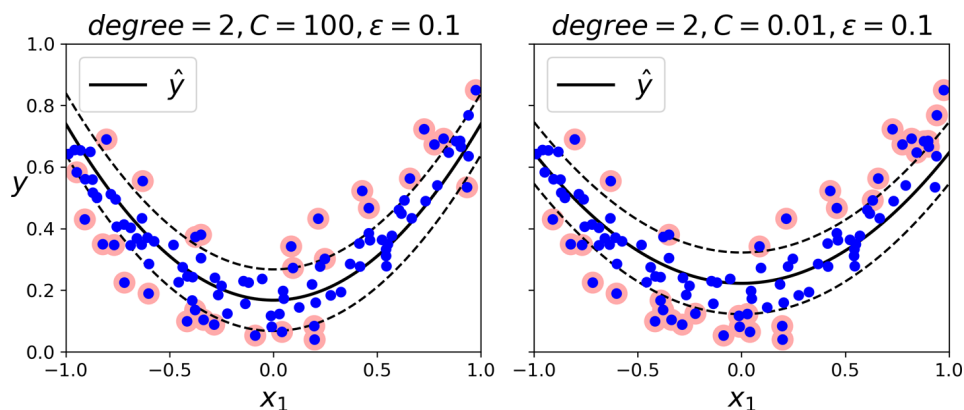 degree = 2, C = 100, ε = 0.1
degree = 2, C = 0.01, ε = 0.1
1.0
0.8
0.6
0.4
0.2
0.0
y
ŷ
−1.0 −0.5 0.0 0.5 1.0
x₁
ŷ
−1.0 −0.5 0.0 0.5 1.0
x₁